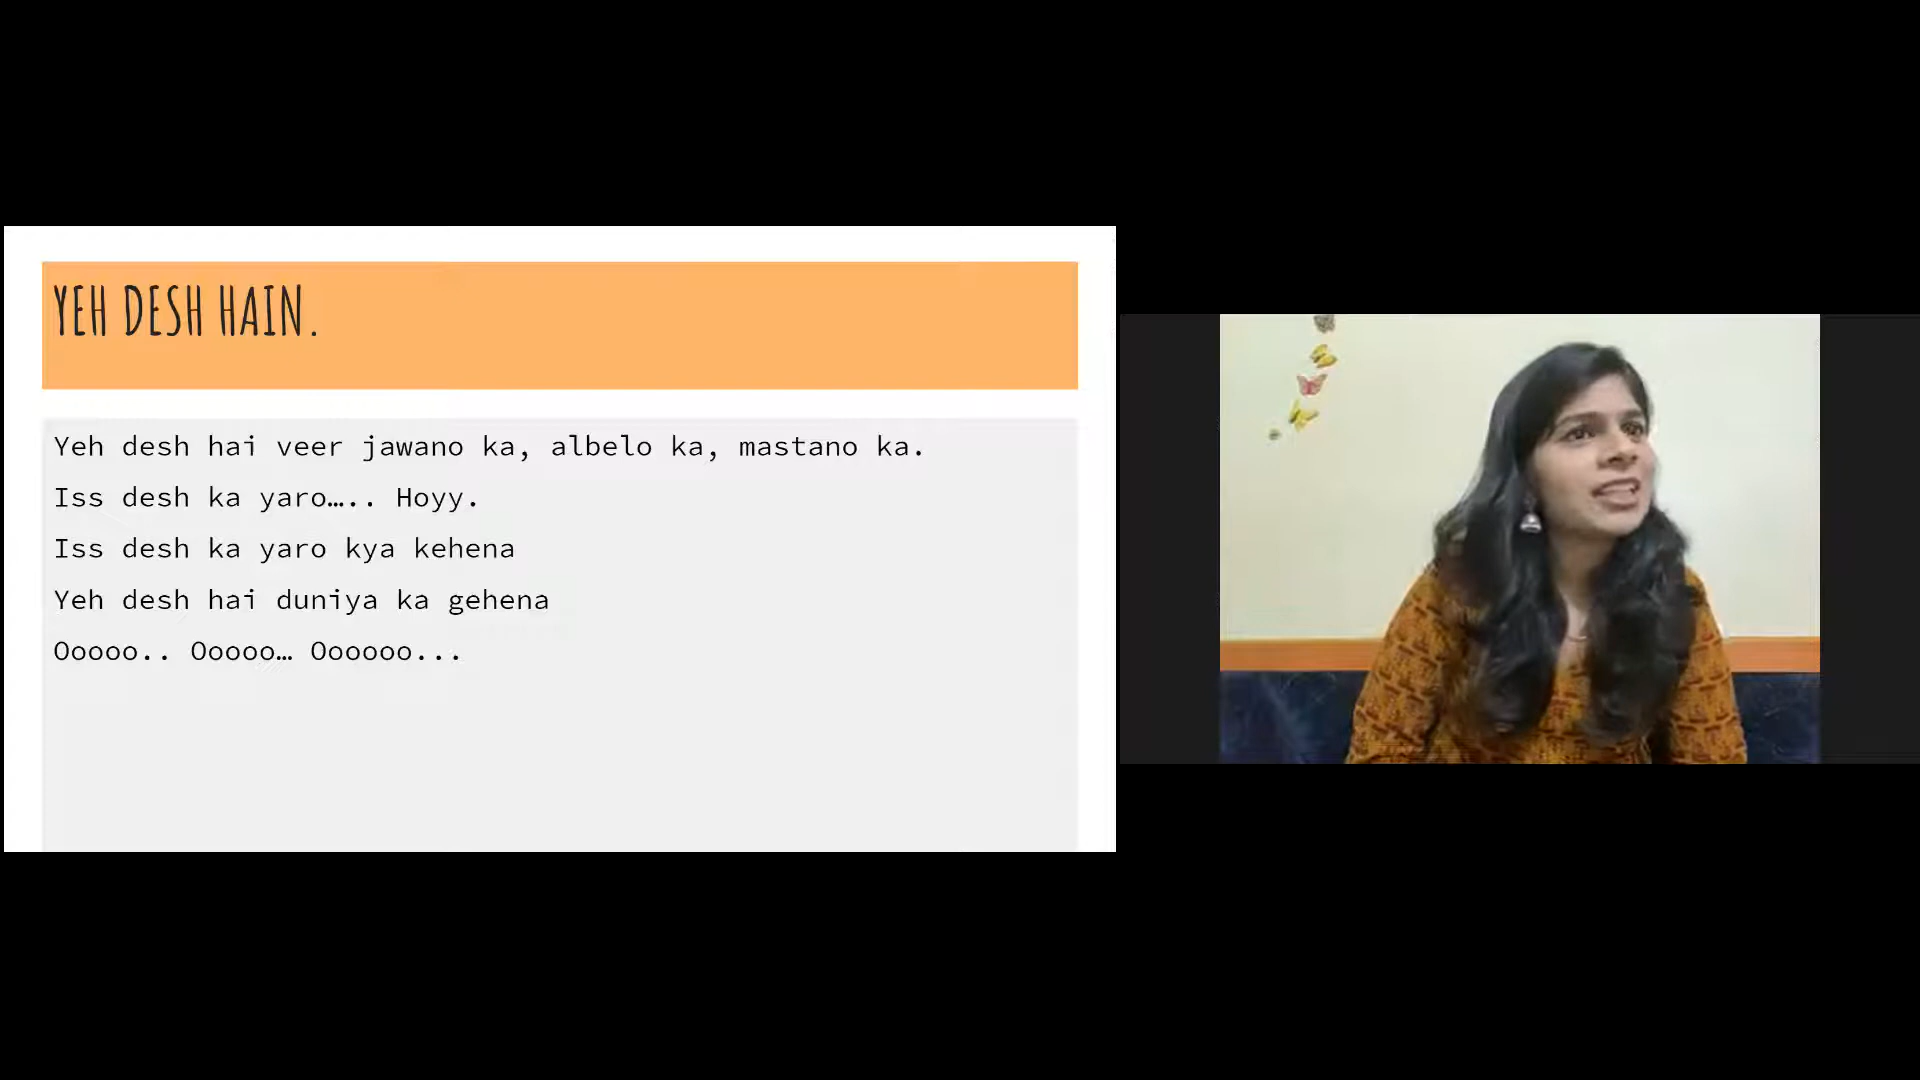 YEH DESH HAIN.
Yeh desh hai veer jawano ka, albelo ka, mastano ka.
Iss desh ka yaro….. Hoyy.
Iss desh ka yaro kya kehena
Yeh desh hai duniya ka gehena
Ooooo.. Ooooo… Oooooo...